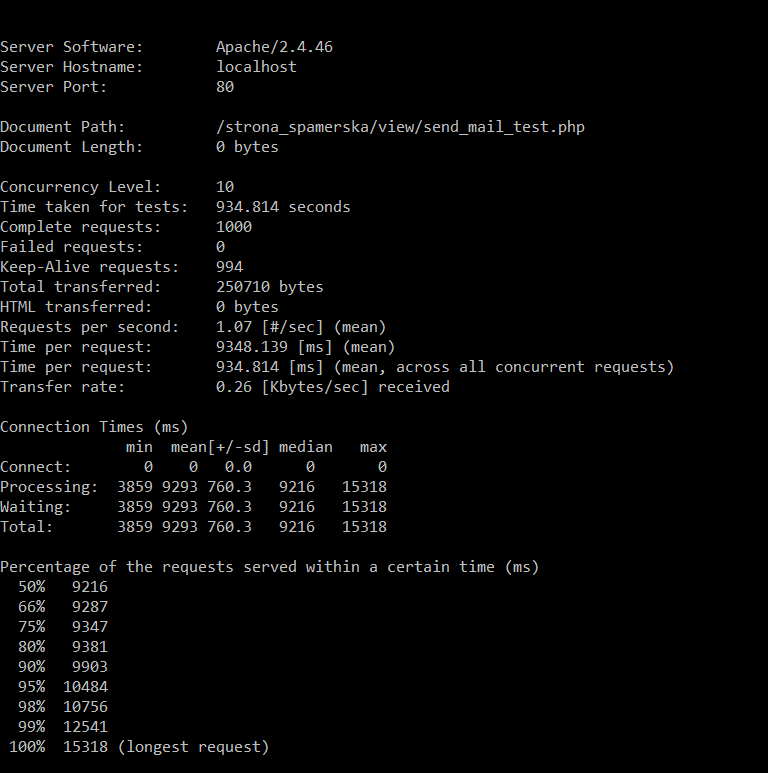 Server Software: Apache/2.4.46
Server Hostname: localhost
Server Port: 80
Document Path: /strona_spamerska/view/send_mail_test.php
Document Length: 0 bytes
Concurrency Level: 10
Time taken for tests: 934.814 seconds
Complete requests: 1000
Failed requests: 0
Keep-Alive requests: 994
Total transferred: 250710 bytes
HTML transferred: 0 bytes
Requests per second: 1.07 [#/sec] (mean)
Time per request: 9348.139 [ms] (mean)
Time per request: 934.814 [ms] (mean, across all concurrent requests)
Transfer rate: 0.26 [Kbytes/sec] received
Connection Times (ms)
min mean[+/-sd] median max
Connect: 0 0 0.0 0 0
Processing: 3859 9293 760.3 9216 15318
Waiting: 3859 9293 760.3 9216 15318
Total: 3859 9293 760.3 9216 15318
Percentage of the requests served within a certain time (ms)
50% 9216
66% 9287
75% 9347
80% 9381
90% 9903
95% 10484
98% 10756
99% 12541
100% 15318 (longest request)